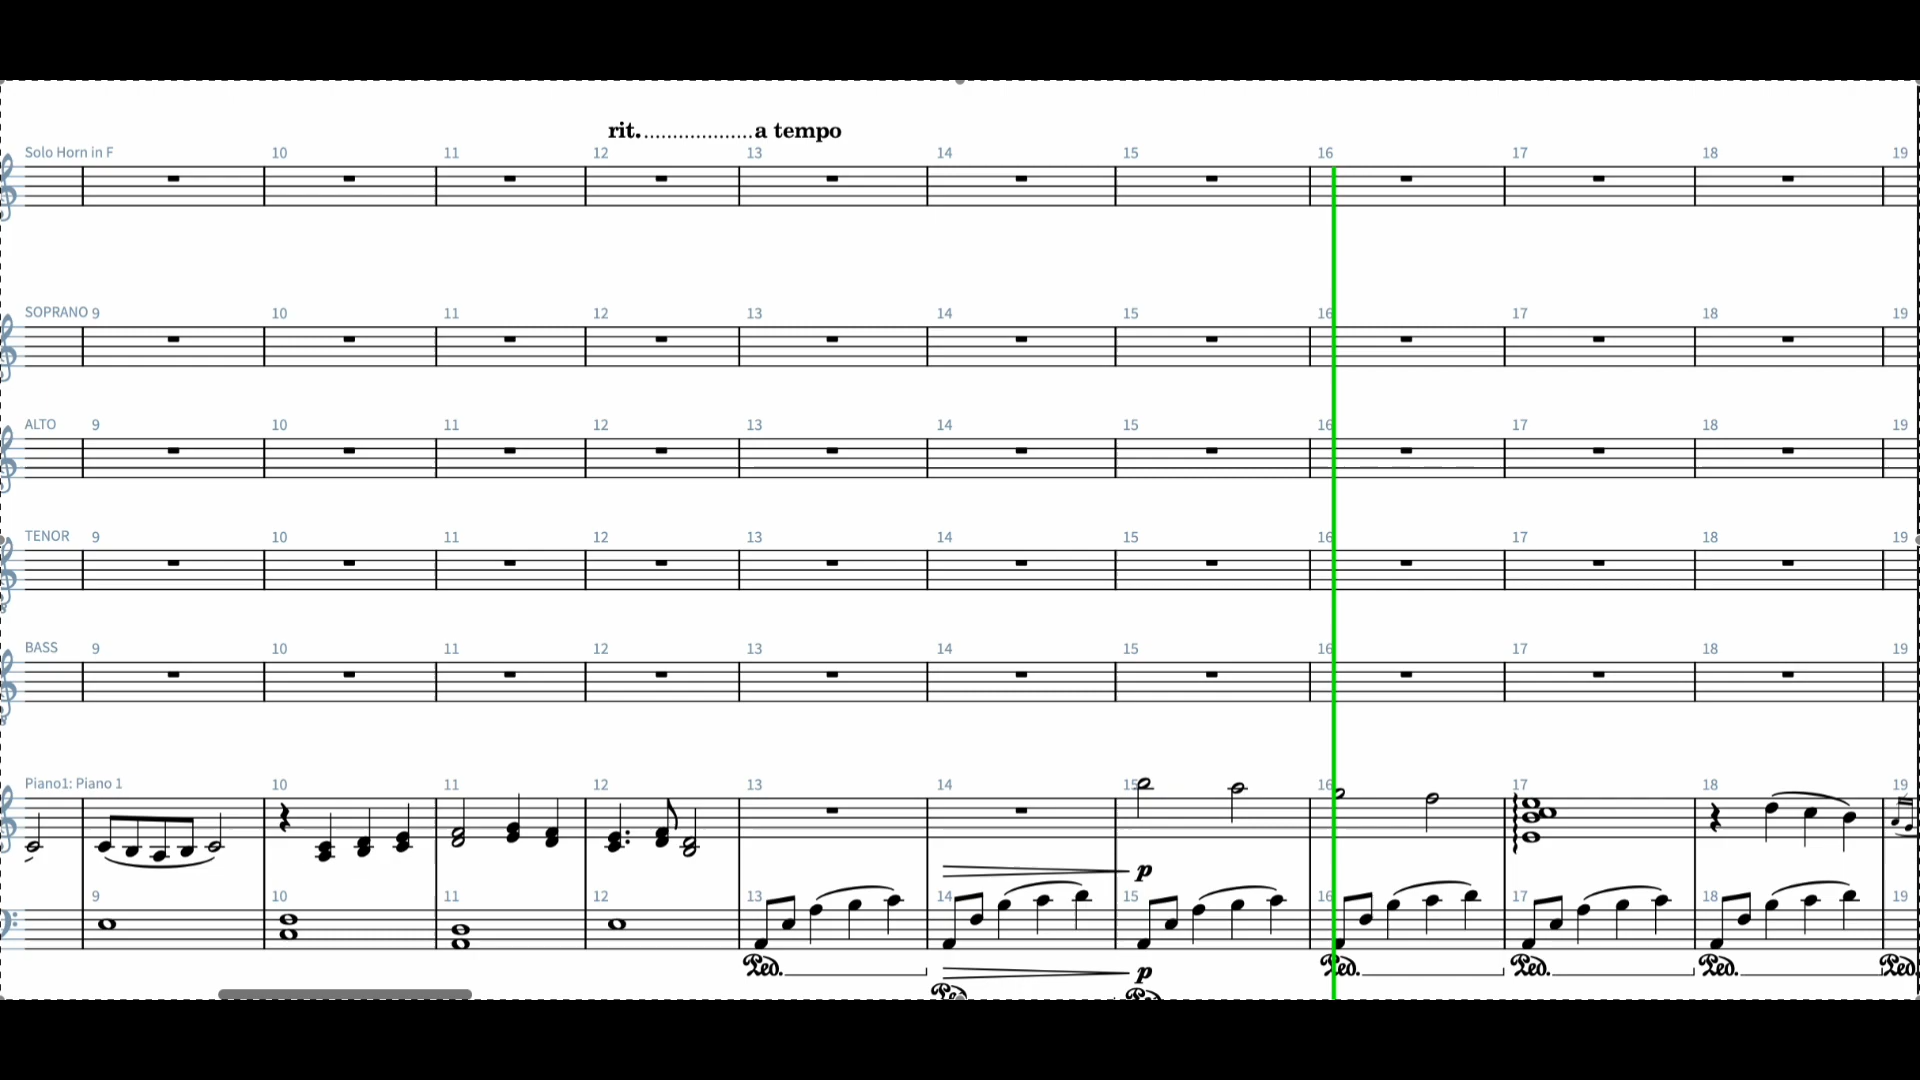 rit....................a tempo
Solo Horn in F 10 11 12 13 14 15 16 17 18 19
SOPRANO 9 10 11 12 13 14 15 16 17 18 19
ALTO 9 10 11 12 13 14 15 16 17 18 19
TENOR 9 10 11 12 13 14 15 16 17 18 19
BASS 9 10 11 12 13 14 15 16 17 18 19
Piano1: Piano 1 10 11 12 13 14 15 16 17 18 19
p
9 10 11 12 13 14 15 16 17 18 19
Ped. p Ped. Ped. Ped. Ped.